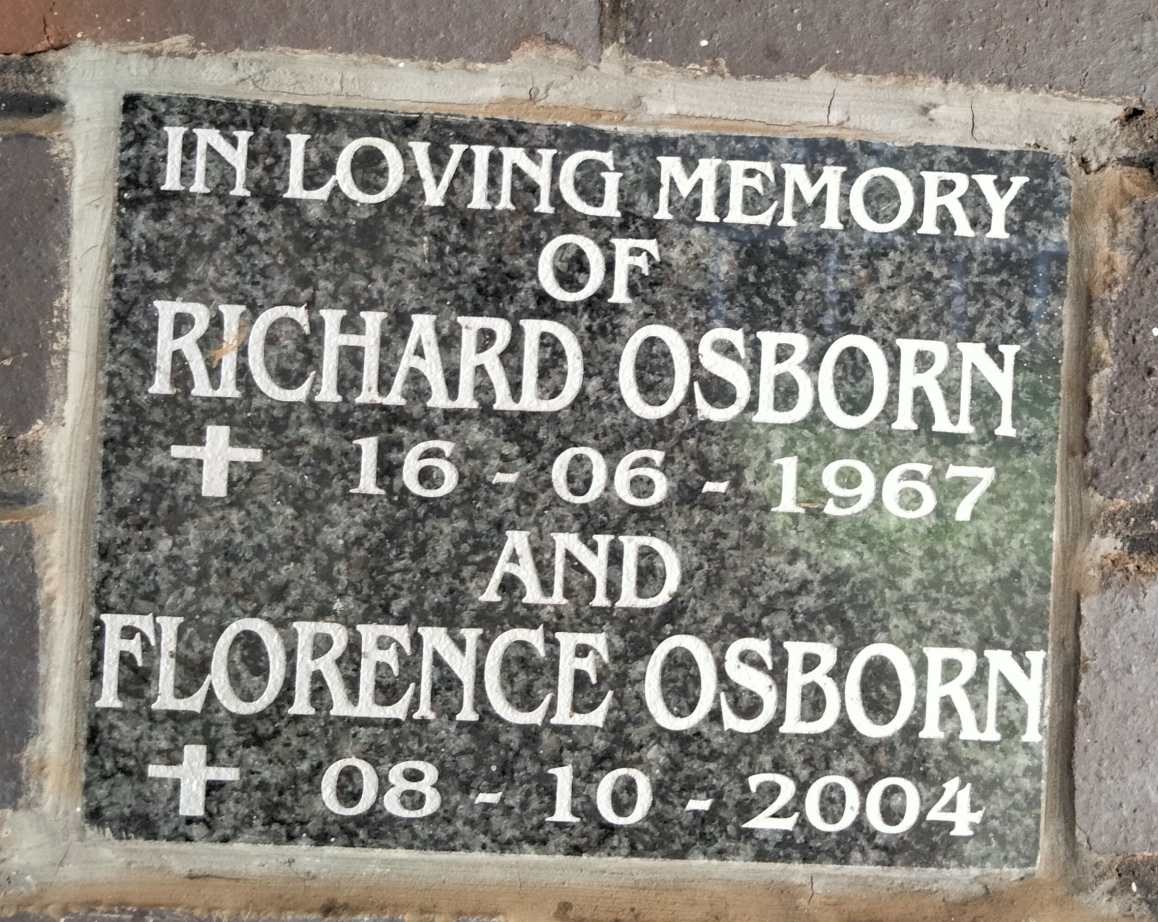 IN LOVING MEMORY
OF
RICHARD OSBORN
✝ 16 - 06 - 1967
AND
FLORENCE OSBORN
✝ 08 - 10 - 2004